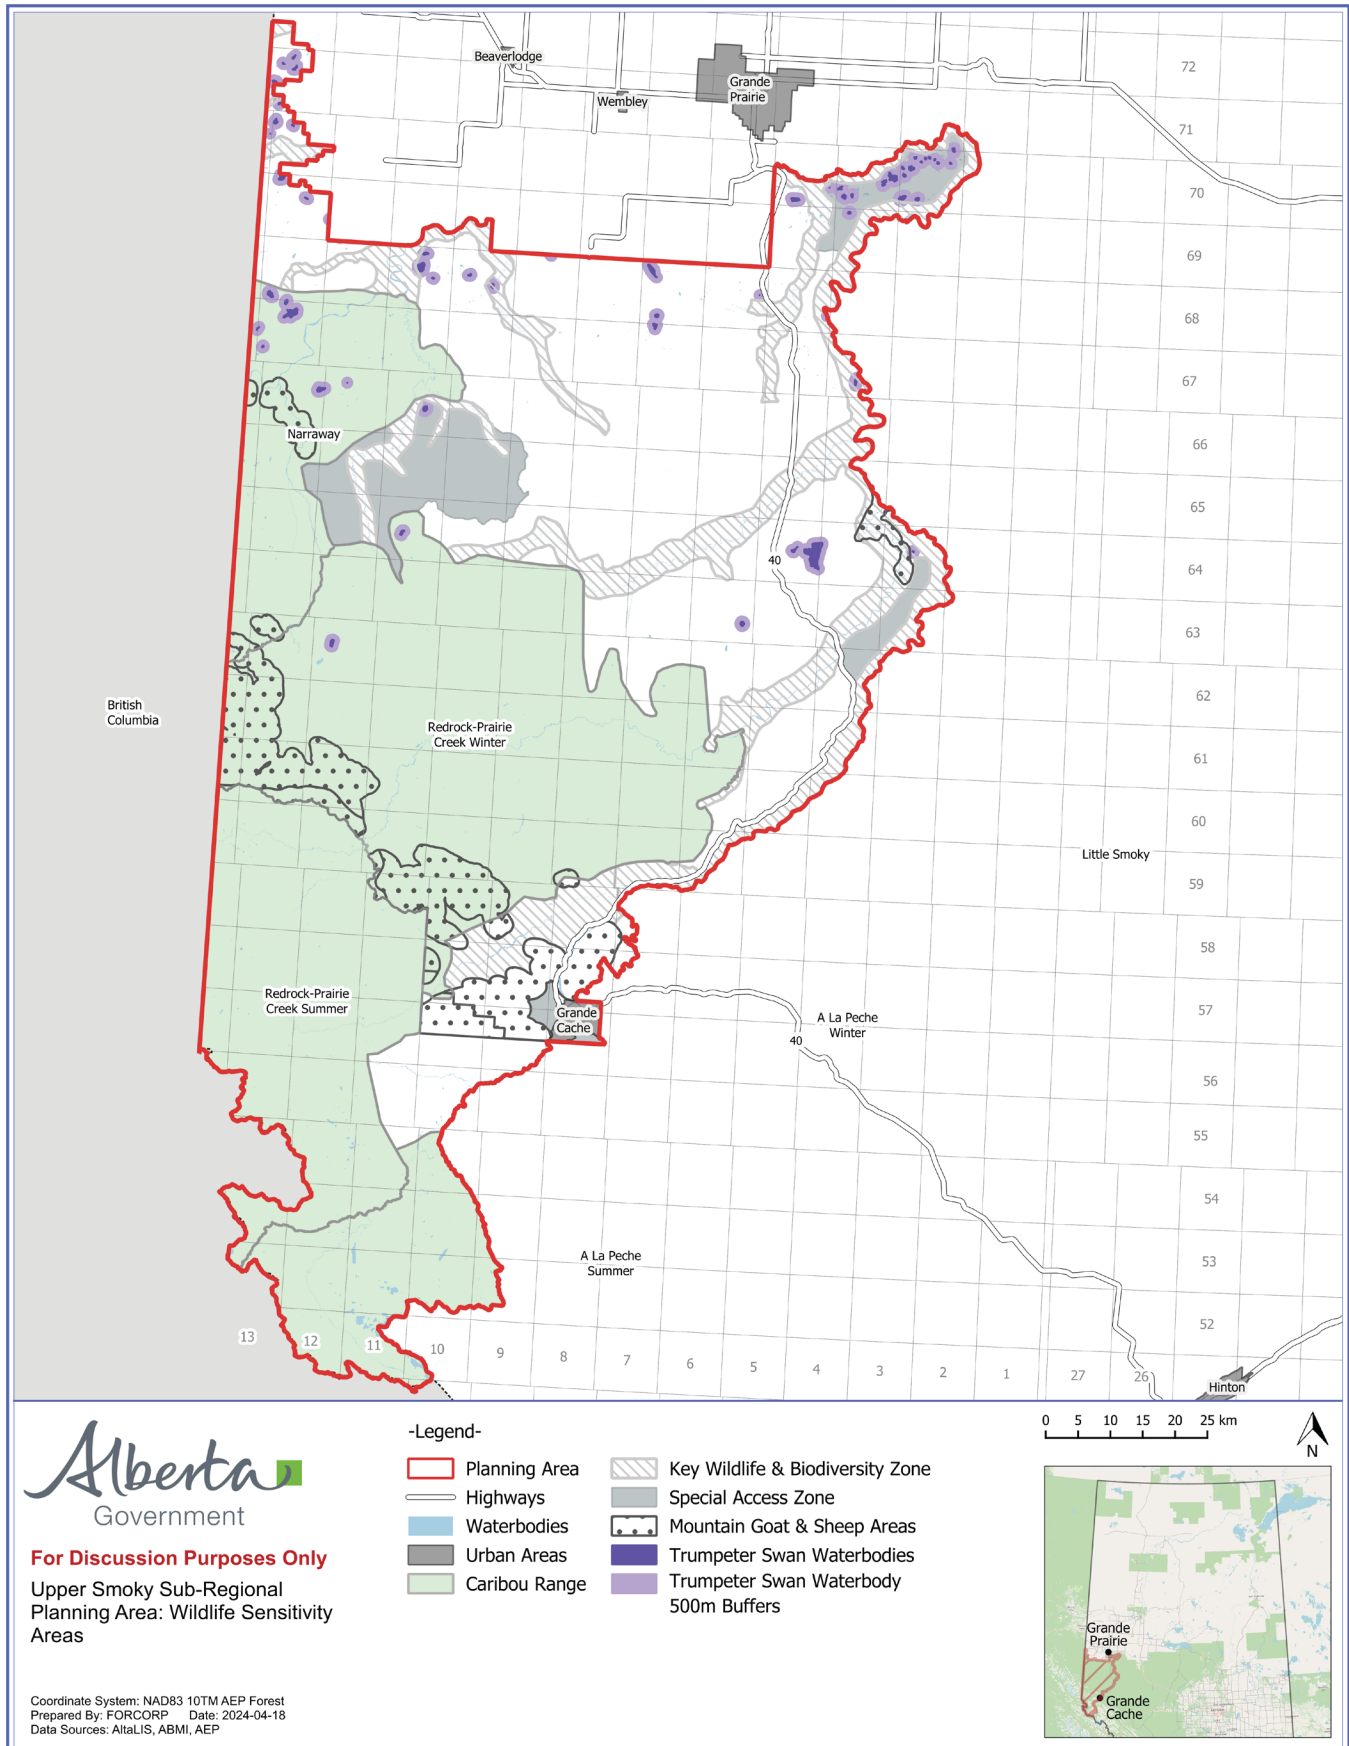 Beaverlodge
Wembley
Grande
Prairie
72
71
70
69
68
67
66
65
64
63
62
61
60
59
58
57
56
55
54
53
52
Narraway
40
British
Columbia
Redrock-Prairie
Creek Winter
Little Smoky
Redrock-Prairie
Creek Summer
Grande
Cache
A La Peche
Winter
40
A La Peche
Summer
13
12
11
10
9
8
7
6
5
4
3
2
1
27
26
Hinton
Alberta
Government
For Discussion Purposes Only
Upper Smoky Sub-Regional
Planning Area: Wildlife Sensitivity
Areas
Coordinate System: NAD83 10TM AEP Forest
Prepared By: FORCORP Date: 2024-04-18
Data Sources: AltaLIS, ABMI, AEP
-Legend-
Planning Area
Highways
Waterbodies
Urban Areas
Caribou Range
Key Wildlife & Biodiversity Zone
Special Access Zone
Mountain Goat & Sheep Areas
Trumpeter Swan Waterbodies
Trumpeter Swan Waterbody
500m Buffers
0 5 10 15 20 25 km
N
Grande
Prairie
Grande
Cache